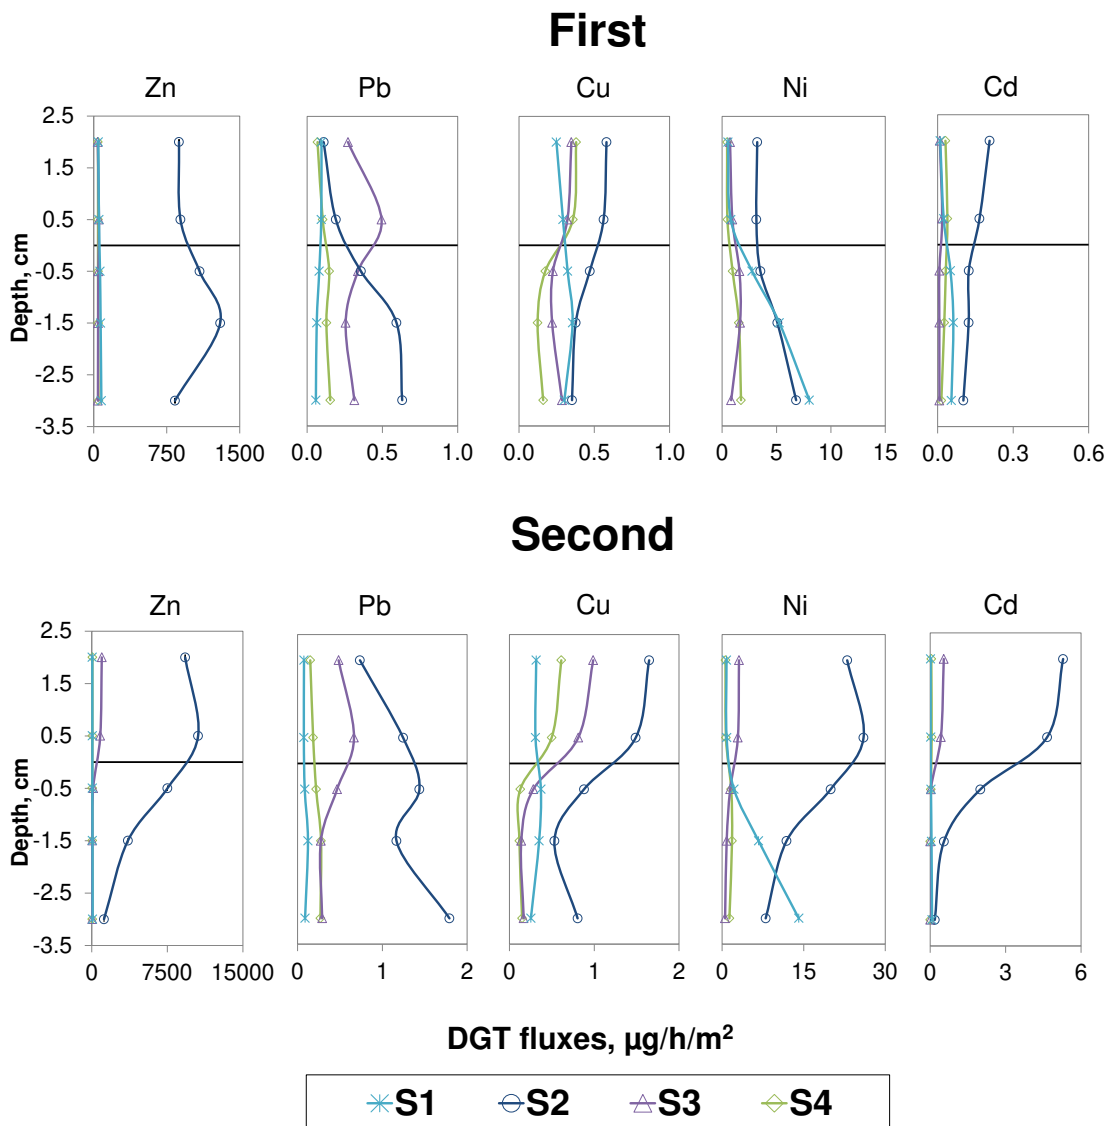 First
Zn Pb Cu Ni Cd
2.5
1.5
0.5
-0.5
-1.5
-2.5
-3.5
Depth, cm
0 750 1500 0.0 0.5 1.0 0.0 0.5 1.0 0 5 10 15 0.0 0.3 0.6
Second
Zn Pb Cu Ni Cd
2.5
1.5
0.5
-0.5
-1.5
-2.5
-3.5
Depth, cm
0 7500 15000 0 1 2 0 1 2 0 15 30 0 3 6
DGT fluxes, µg/h/m²
S1 S2 S3 S4